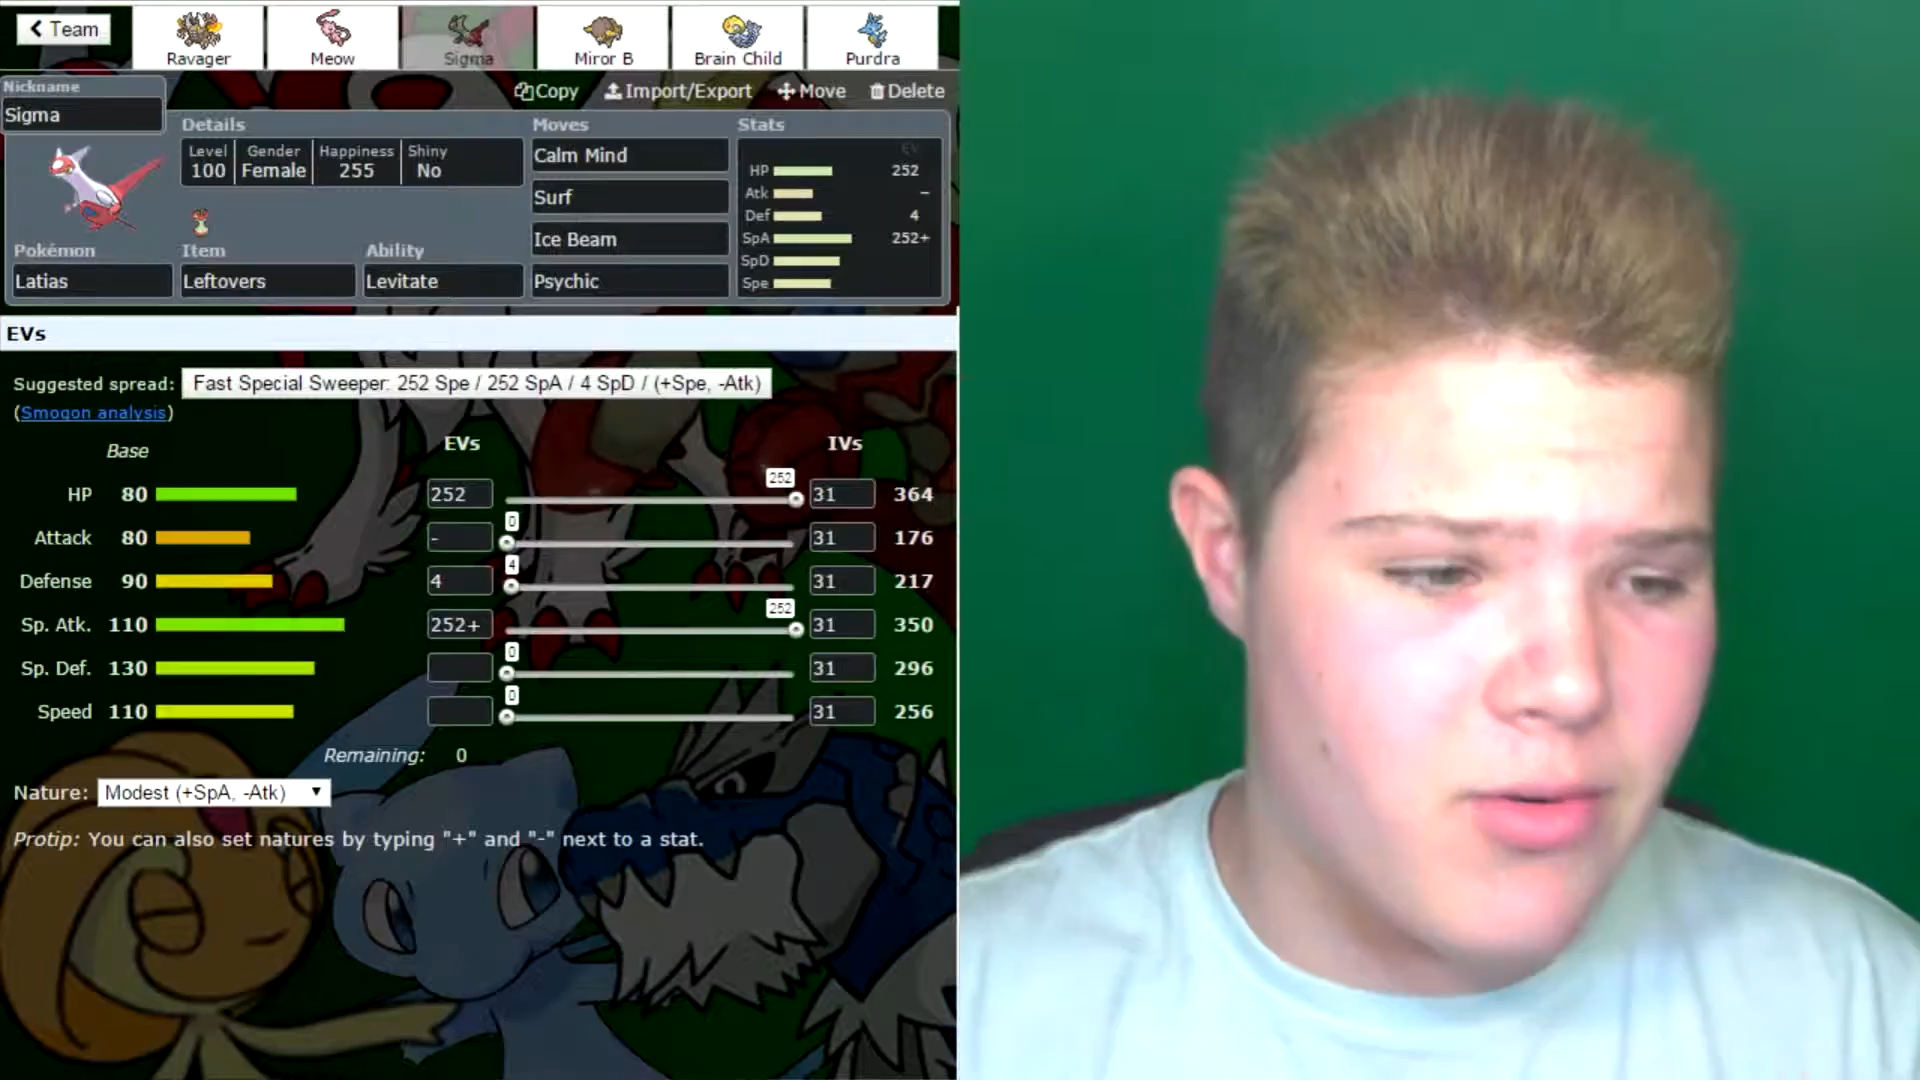 Team
Ravager
Meow
Sigma
Miror B
Brain Child
Purdra
Copy Import/Export Move Delete
Nickname
Sigma
Details
Level
100
Gender
Female
Happiness
255
Shiny
No
Pokémon
Latias
Item
Leftovers
Ability
Levitate
Moves
Calm Mind
Surf
Ice Beam
Psychic
Stats
EV
HP 252
Atk –
Def 4
SpA 252+
SpD
Spe
EVs
Suggested spread: Fast Special Sweeper: 252 Spe / 252 SpA / 4 SpD / (+Spe, -Atk)
(Smogon analysis)
Base EVs IVs
HP 80 252 252 31 364
Attack 80 - 0 31 176
Defense 90 4 4 31 217
Sp. Atk. 110 252+ 252 31 350
Sp. Def. 130 0 31 296
Speed 110 0 31 256
Remaining: 0
Nature: Modest (+SpA, -Atk)
Protip: You can also set natures by typing "+" and "-" next to a stat.